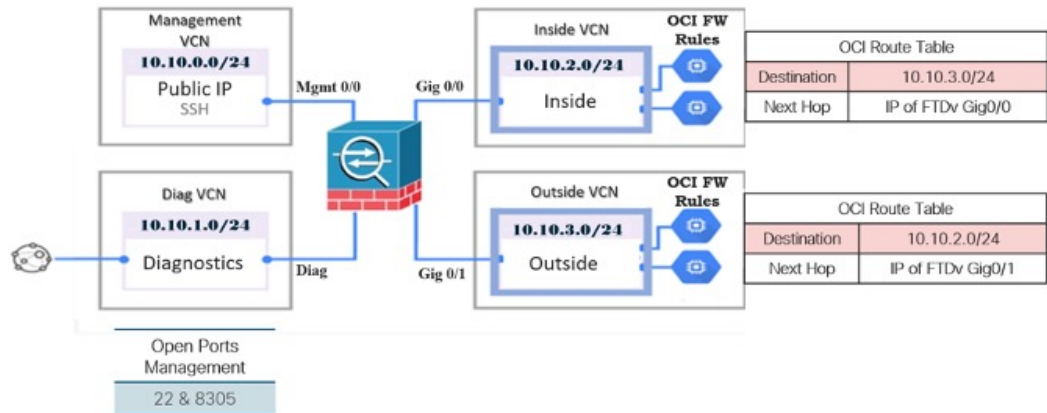 Management
VCN
10.10.0.0/24
Public IP
SSH
Mgmt 0/0
Gig 0/0
Inside VCN
10.10.2.0/24
Inside
OCI FW
Rules
OCI Route Table
Destination 10.10.3.0/24
Next Hop IP of FTDv Gig0/0
Diag VCN
10.10.1.0/24
Diagnostics
Diag
Gig 0/1
Outside VCN
10.10.3.0/24
Outside
OCI FW
Rules
OCI Route Table
Destination 10.10.2.0/24
Next Hop IP of FTDv Gig0/1
Open Ports
Management
22 & 8305